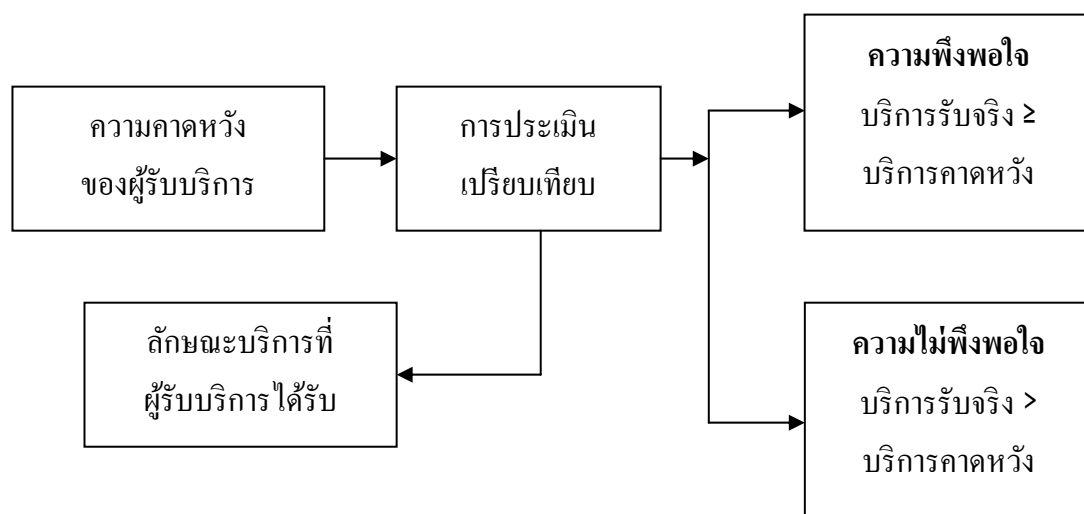 ความคาดหวัง
ของผู้รับบริการ
การประเมิน
เปรียบเทียบ
ความพึงพอใจ
บริการรับจริง ≥
บริการคาดหวัง
ลักษณะบริการที่
ผู้รับบริการได้รับ
ความไม่พึงพอใจ
บริการรับจริง >
บริการคาดหวัง